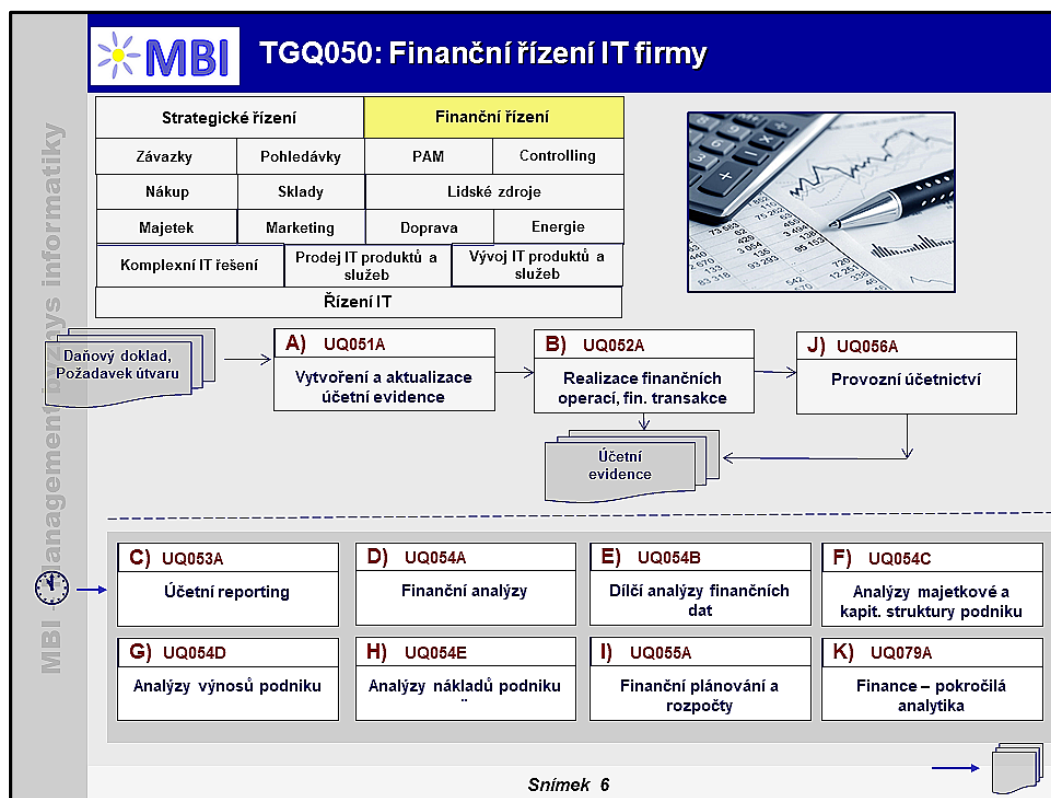 MBI
TGQ050: Finanční řízení IT firmy
MBI - Management byznys informatiky
Strategické řízení
Finanční řízení
Závazky
Pohledávky
PAM
Controlling
Nákup
Sklady
Lidské zdroje
Majetek
Marketing
Doprava
Energie
Komplexní IT řešení
Prodej IT produktů a
služeb
Vývoj IT produktů a
služeb
Řízení IT
Daňový doklad,
Požadavek útvaru
A) UQ051A
Vytvoření a aktualizace
účetní evidence
B) UQ052A
Realizace finančních
operací, fin. transakce
J) UQ056A
Provozní účetnictví
Účetní
evidence
C) UQ053A
Účetní reporting
D) UQ054A
Finanční analýzy
E) UQ054B
Dílčí analýzy finančních
dat
F) UQ054C
Analýzy majetkové a
kapit. struktury podniku
G) UQ054D
Analýzy výnosů podniku
H) UQ054E
Analýzy nákladů podniku
¨
I) UQ055A
Finanční plánování a
rozpočty
K) UQ079A
Finance – pokročilá
analytika
Snímek 6